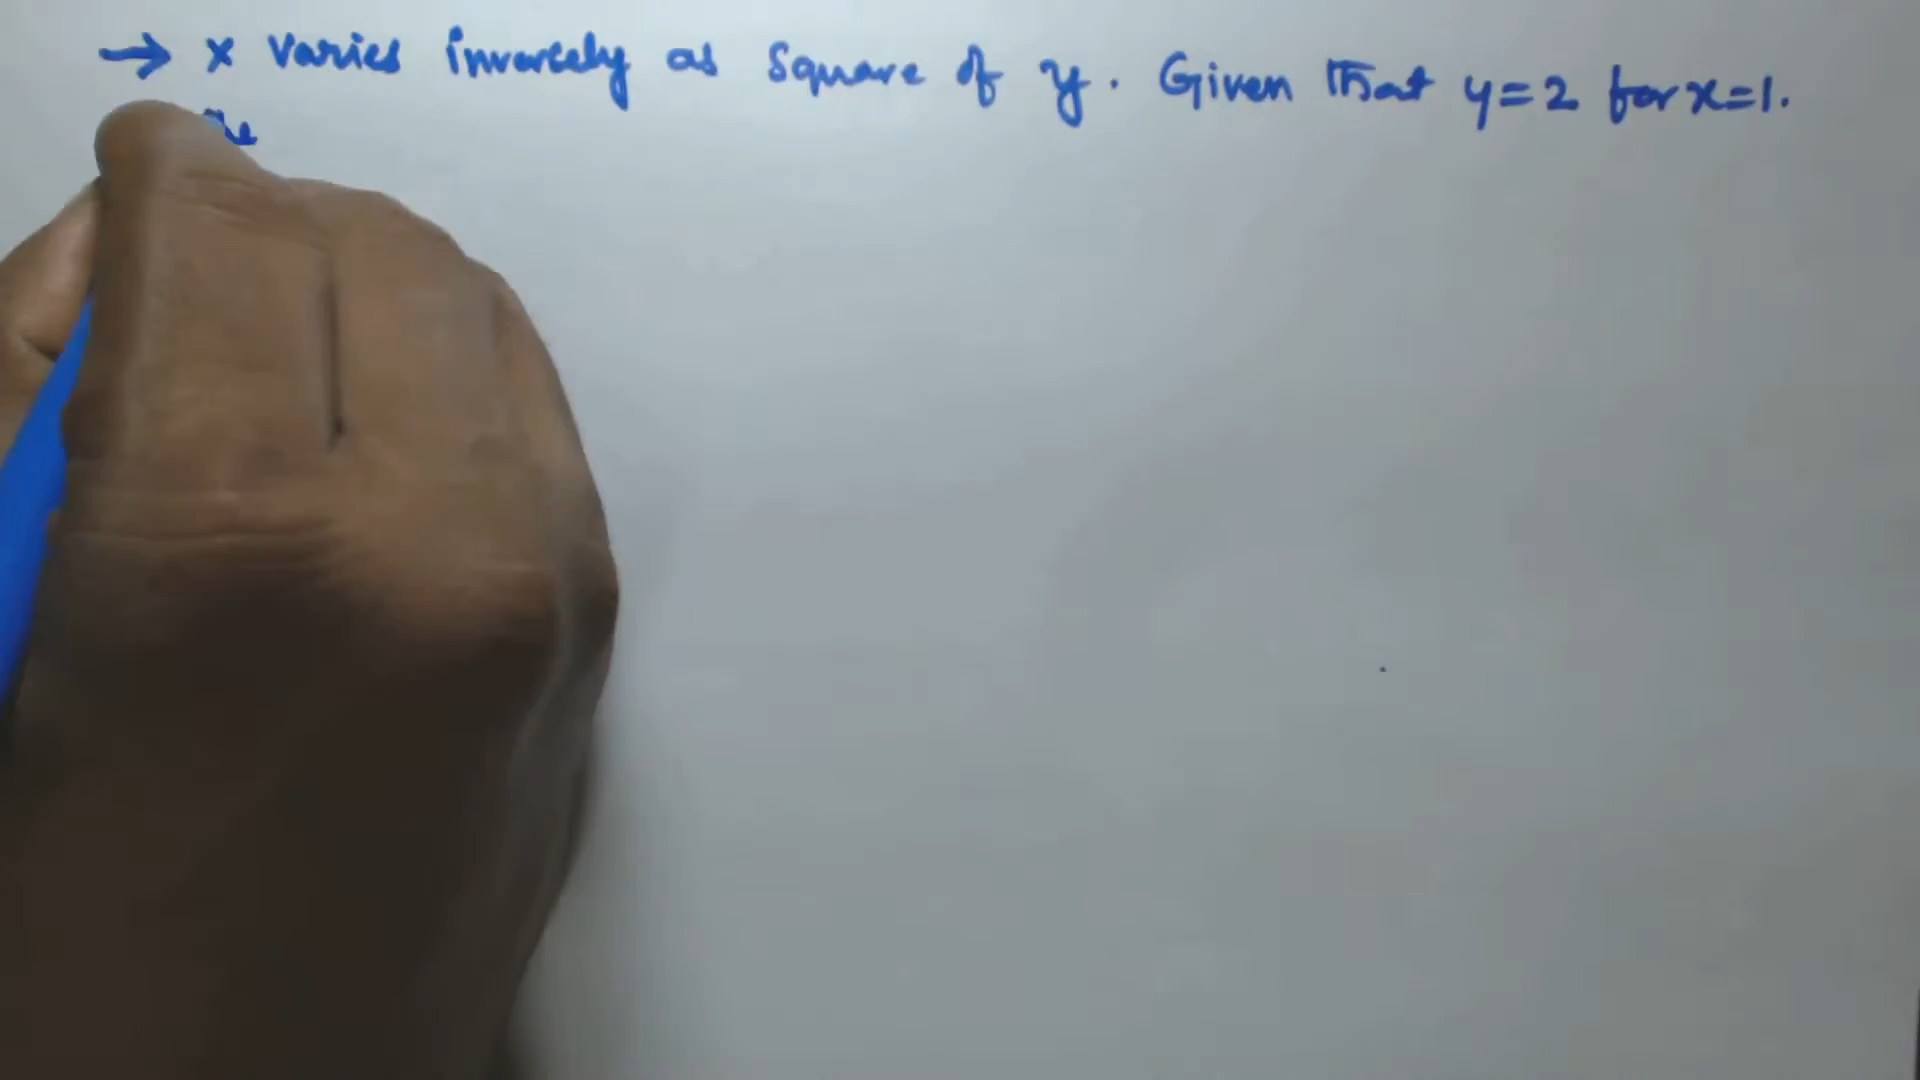 → x varies inversely as square of y. Given that y=2 for x=1.